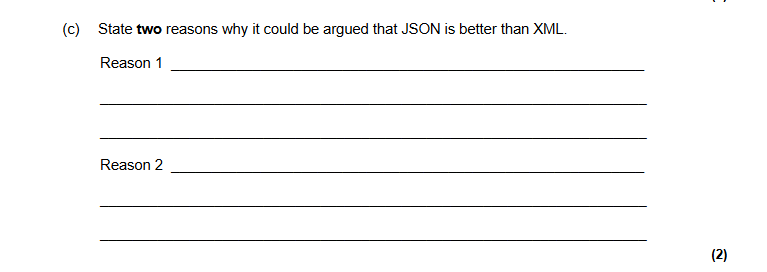 (c) State two reasons why it could be argued that JSON is better than XML.
Reason 1
Reason 2
(2)